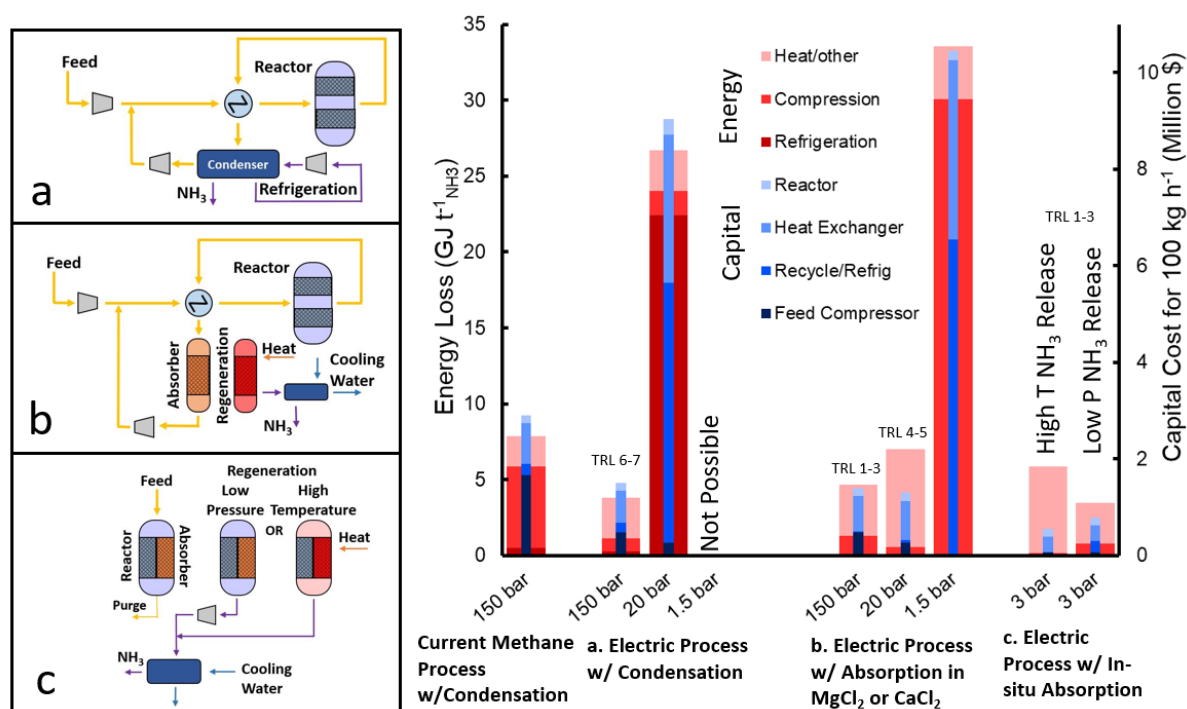 Feed
Reactor
Condenser
NH3
Refrigeration
a
Feed
Reactor
Absorber
Regeneration
Heat
Cooling
Water
NH3
b
Regeneration
Feed
Low
Pressure
OR
High
Temperature
Reactor
Absorber
Heat
Purge
NH3
Cooling
Water
c
Energy Loss (GJ t-1NH3)
35
30
25
20
15
10
5
0
Energy
Capital
Heat/other
Compression
Refrigeration
Reactor
Heat Exchanger
Recycle/Refrig
Feed Compressor
TRL 6-7
Not Possible
TRL 1-3
TRL 4-5
TRL 1-3
High T NH3 Release
Low P NH3 Release
10
8
6
4
2
0
Capital Cost for 100 kg h-1 (Million $)
150 bar
150 bar
20 bar
1.5 bar
150 bar
20 bar
1.5 bar
3 bar
3 bar
Current Methane
Process
w/Condensation
a. Electric Process
w/ Condensation
b. Electric Process
w/ Absorption in
MgCl2 or CaCl2
c. Electric
Process w/ In-
situ Absorption